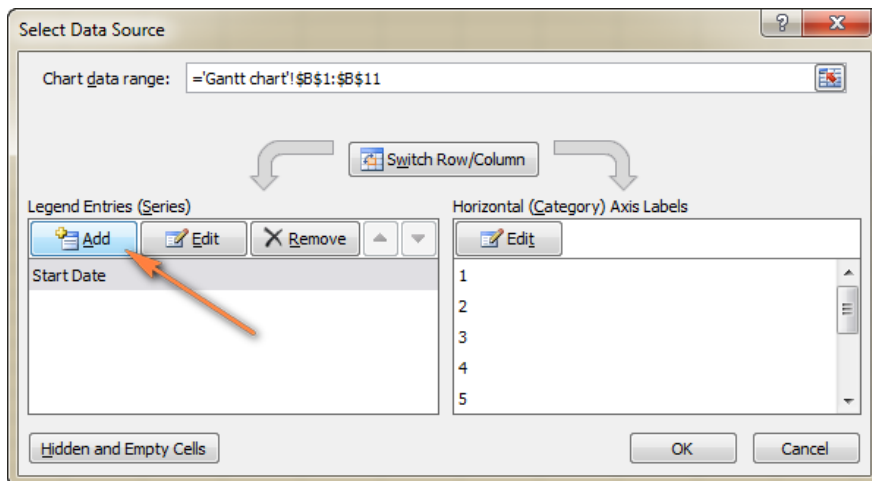 Select Data Source
Chart data range: ='Gantt chart'!$B$1:$B$11
Switch Row/Column
Legend Entries (Series)
Add Edit Remove
Start Date
Horizontal (Category) Axis Labels
Edit
1
2
3
4
5
Hidden and Empty Cells
OK Cancel